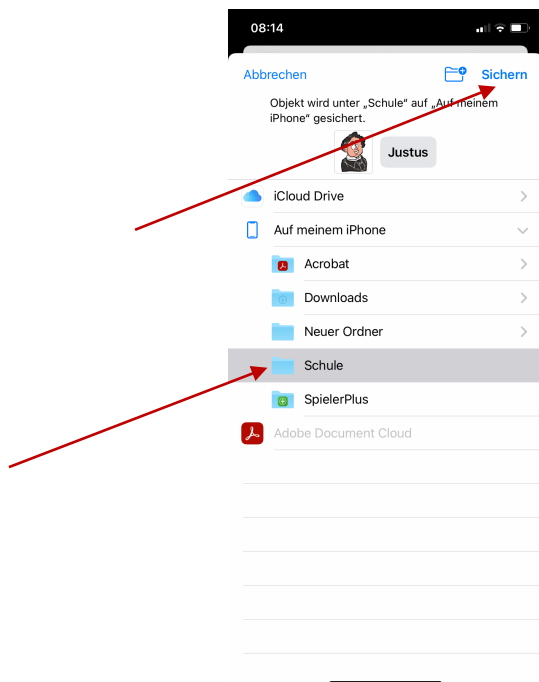 08:14
Abbrechen
Sichern
Objekt wird unter „Schule“ auf „Auf meinem
iPhone“ gesichert.
Justus
iCloud Drive
Auf meinem iPhone
Acrobat
Downloads
Neuer Ordner
Schule
SpielerPlus
Adobe Document Cloud